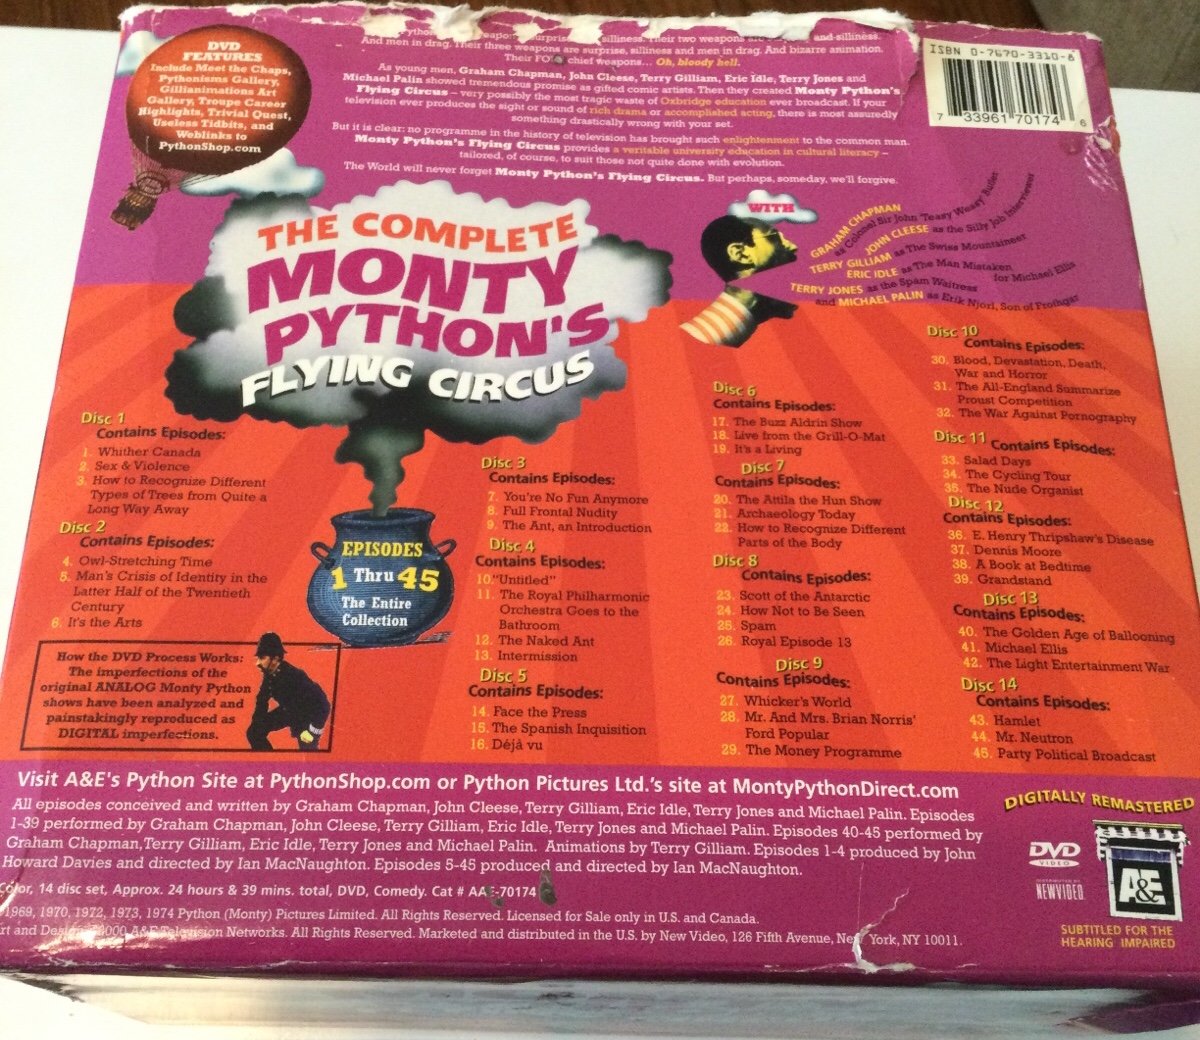 DVD
FEATURES
Include Meet the Chaps,
Pythonisms Gallery,
Gillianimations Art
Gallery, Troupe Career
Highlights, Trivial Quest,
Useless Tidbits, and
Weblinks to
PythonShop.com
silliness. Their two weapons are and silliness.
And men in drag. Their three weapons are surprise, silliness and men in drag. And bizarre animation.
Their chief weapons... Oh, bloody hell.
As young men, Graham Chapman, John Cleese, Terry Gilliam, Eric Idle, Terry Jones and
Michael Palin showed tremendous promise as gifted comic artists. Then they created Monty Python's
Flying Circus – very possibly the most tragic waste of Oxbridge education ever broadcast. If your
television ever produces the sight or sound of rich drama or accomplished acting, there is most assuredly
something drastically wrong with your set.
But it is clear: no programme in the history of television has brought such enlightenment to the common man.
Monty Python's Flying Circus provides a veritable university education in cultural literacy –
tailored, of course, to suit those not quite done with evolution.
The World will never forget Monty Python's Flying Circus. But perhaps, someday, we'll forgive.
ISBN 0-7670-3310-8
7 33961 70174 6
THE COMPLETE
MONTY
PYTHON'S
FLYING CIRCUS
WITH
GRAHAM CHAPMAN
as Colonel Sir John "Teasy Weasy" Butler
JOHN CLEESE as the Silly Job Interviewer
TERRY GILLIAM as The Swiss Mountaineer
ERIC IDLE as The Man Mistaken
for Michael Ellis
TERRY JONES as the Spam Waitress
and MICHAEL PALIN as Erik Njorl, Son of Frothgar
EPISODES
1 Thru 45
The Entire
Collection
Disc 1
Contains Episodes:
1. Whither Canada
2. Sex & Violence
3. How to Recognize Different
Types of Trees from Quite a
Long Way Away
Disc 2
Contains Episodes:
4. Owl-Stretching Time
5. Man's Crisis of Identity in the
Latter Half of the Twentieth
Century
6. It's the Arts
How the DVD Process Works:
The imperfections of the
original ANALOG Monty Python
shows have been analyzed and
painstakingly reproduced as
DIGITAL imperfections.
Disc 3
Contains Episodes:
7. You're No Fun Anymore
8. Full Frontal Nudity
9. The Ant, an Introduction
Disc 4
Contains Episodes:
10."Untitled"
11. The Royal Philharmonic
Orchestra Goes to the
Bathroom
12. The Naked Ant
13. Intermission
Disc 5
Contains Episodes:
14. Face the Press
15. The Spanish Inquisition
16. Déjà vu
Disc 6
Contains Episodes:
17. The Buzz Aldrin Show
18. Live from the Grill-O-Mat
19. It's a Living
Disc 7
Contains Episodes:
20. The Attila the Hun Show
21. Archaeology Today
22. How to Recognize Different
Parts of the Body
Disc 8
Contains Episodes:
23. Scott of the Antarctic
24. How Not to Be Seen
25. Spam
26. Royal Episode 13
Disc 9
Contains Episodes:
27. Whicker's World
28. Mr. And Mrs. Brian Norris'
Ford Popular
29. The Money Programme
Disc 10
Contains Episodes:
30. Blood, Devastation, Death,
War and Horror
31. The All-England Summarize
Proust Competition
32. The War Against Pornography
Disc 11
Contains Episodes:
33. Salad Days
34. The Cycling Tour
35. The Nude Organist
Disc 12
Contains Episodes:
36. E. Henry Thripshaw's Disease
37. Dennis Moore
38. A Book at Bedtime
39. Grandstand
Disc 13
Contains Episodes:
40. The Golden Age of Ballooning
41. Michael Ellis
42. The Light Entertainment War
Disc 14
Contains Episodes:
43. Hamlet
44. Mr. Neutron
45. Party Political Broadcast
Visit A&E's Python Site at PythonShop.com or Python Pictures Ltd.'s site at MontyPythonDirect.com
All episodes conceived and written by Graham Chapman, John Cleese, Terry Gilliam, Eric Idle, Terry Jones and Michael Palin. Episodes
1-39 performed by Graham Chapman, John Cleese, Terry Gilliam, Eric Idle, Terry Jones and Michael Palin. Episodes 40-45 performed by
Graham Chapman, Terry Gilliam, Eric Idle, Terry Jones and Michael Palin. Animations by Terry Gilliam. Episodes 1-4 produced by John
Howard Davies and directed by Ian MacNaughton. Episodes 5-45 produced and directed by Ian MacNaughton.
Color, 14 disc set, Approx. 24 hours & 39 mins. total, DVD, Comedy. Cat # AAE-70174
1969, 1970, 1972, 1973, 1974 Python (Monty) Pictures Limited. All Rights Reserved. Licensed for Sale only in U.S. and Canada.
A&E Television Networks. All Rights Reserved. Marketed and distributed in the U.S. by New Video, 126 Fifth Avenue, New York, NY 10011.
DIGITALLY REMASTERED
DVD
VIDEO
NEWVIDEO
A&E
SUBTITLED FOR THE
HEARING IMPAIRED